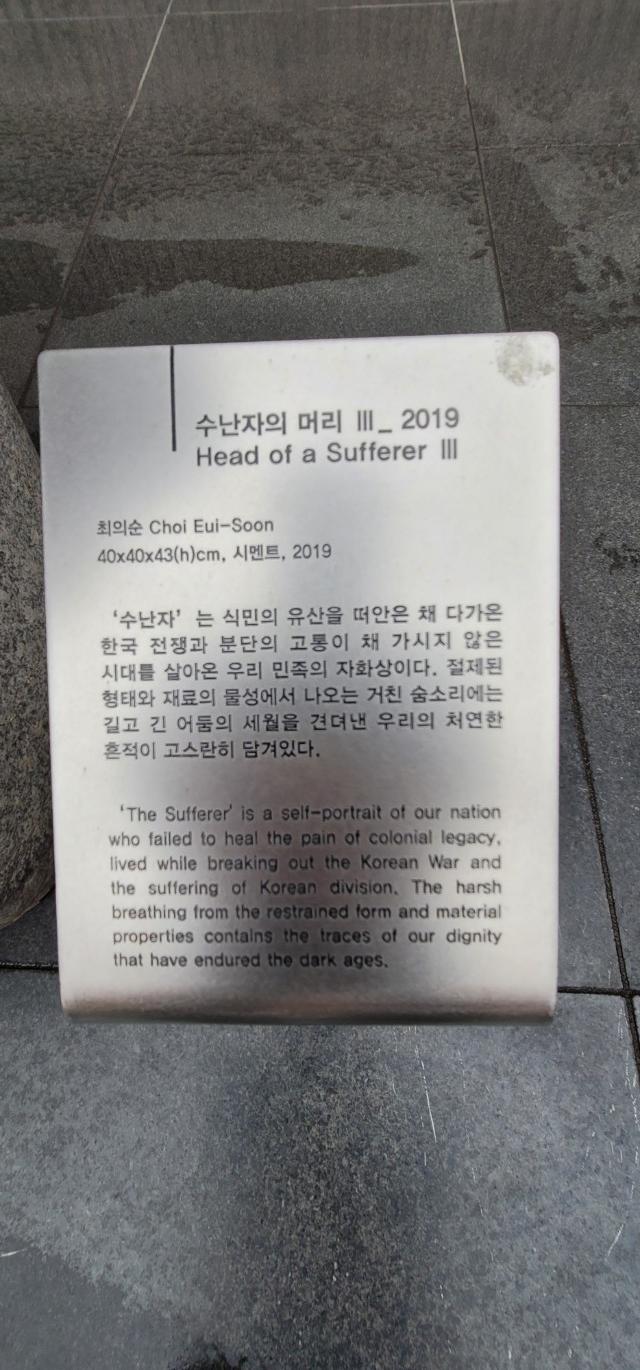 수난자의 머리 Ⅲ_ 2019
Head of a Sufferer Ⅲ
최의순 Choi Eui-Soon
40x40x43(h)cm, 시멘트, 2019
‘수난자’ 는 식민의 유산을 떠안은 채 다가온
한국 전쟁과 분단의 고통이 채 가시지 않은
시대를 살아온 우리 민족의 자화상이다. 절제된
형태와 재료의 물성에서 나오는 거친 숨소리에는
길고 긴 어둠의 세월을 견뎌낸 우리의 처연한
흔적이 고스란히 담겨있다.
‘The Sufferer’ is a self-portrait of our nation
who failed to heal the pain of colonial legacy,
lived while breaking out the Korean War and
the suffering of Korean division. The harsh
breathing from the restrained form and material
properties contains the traces of our dignity
that have endured the dark ages.